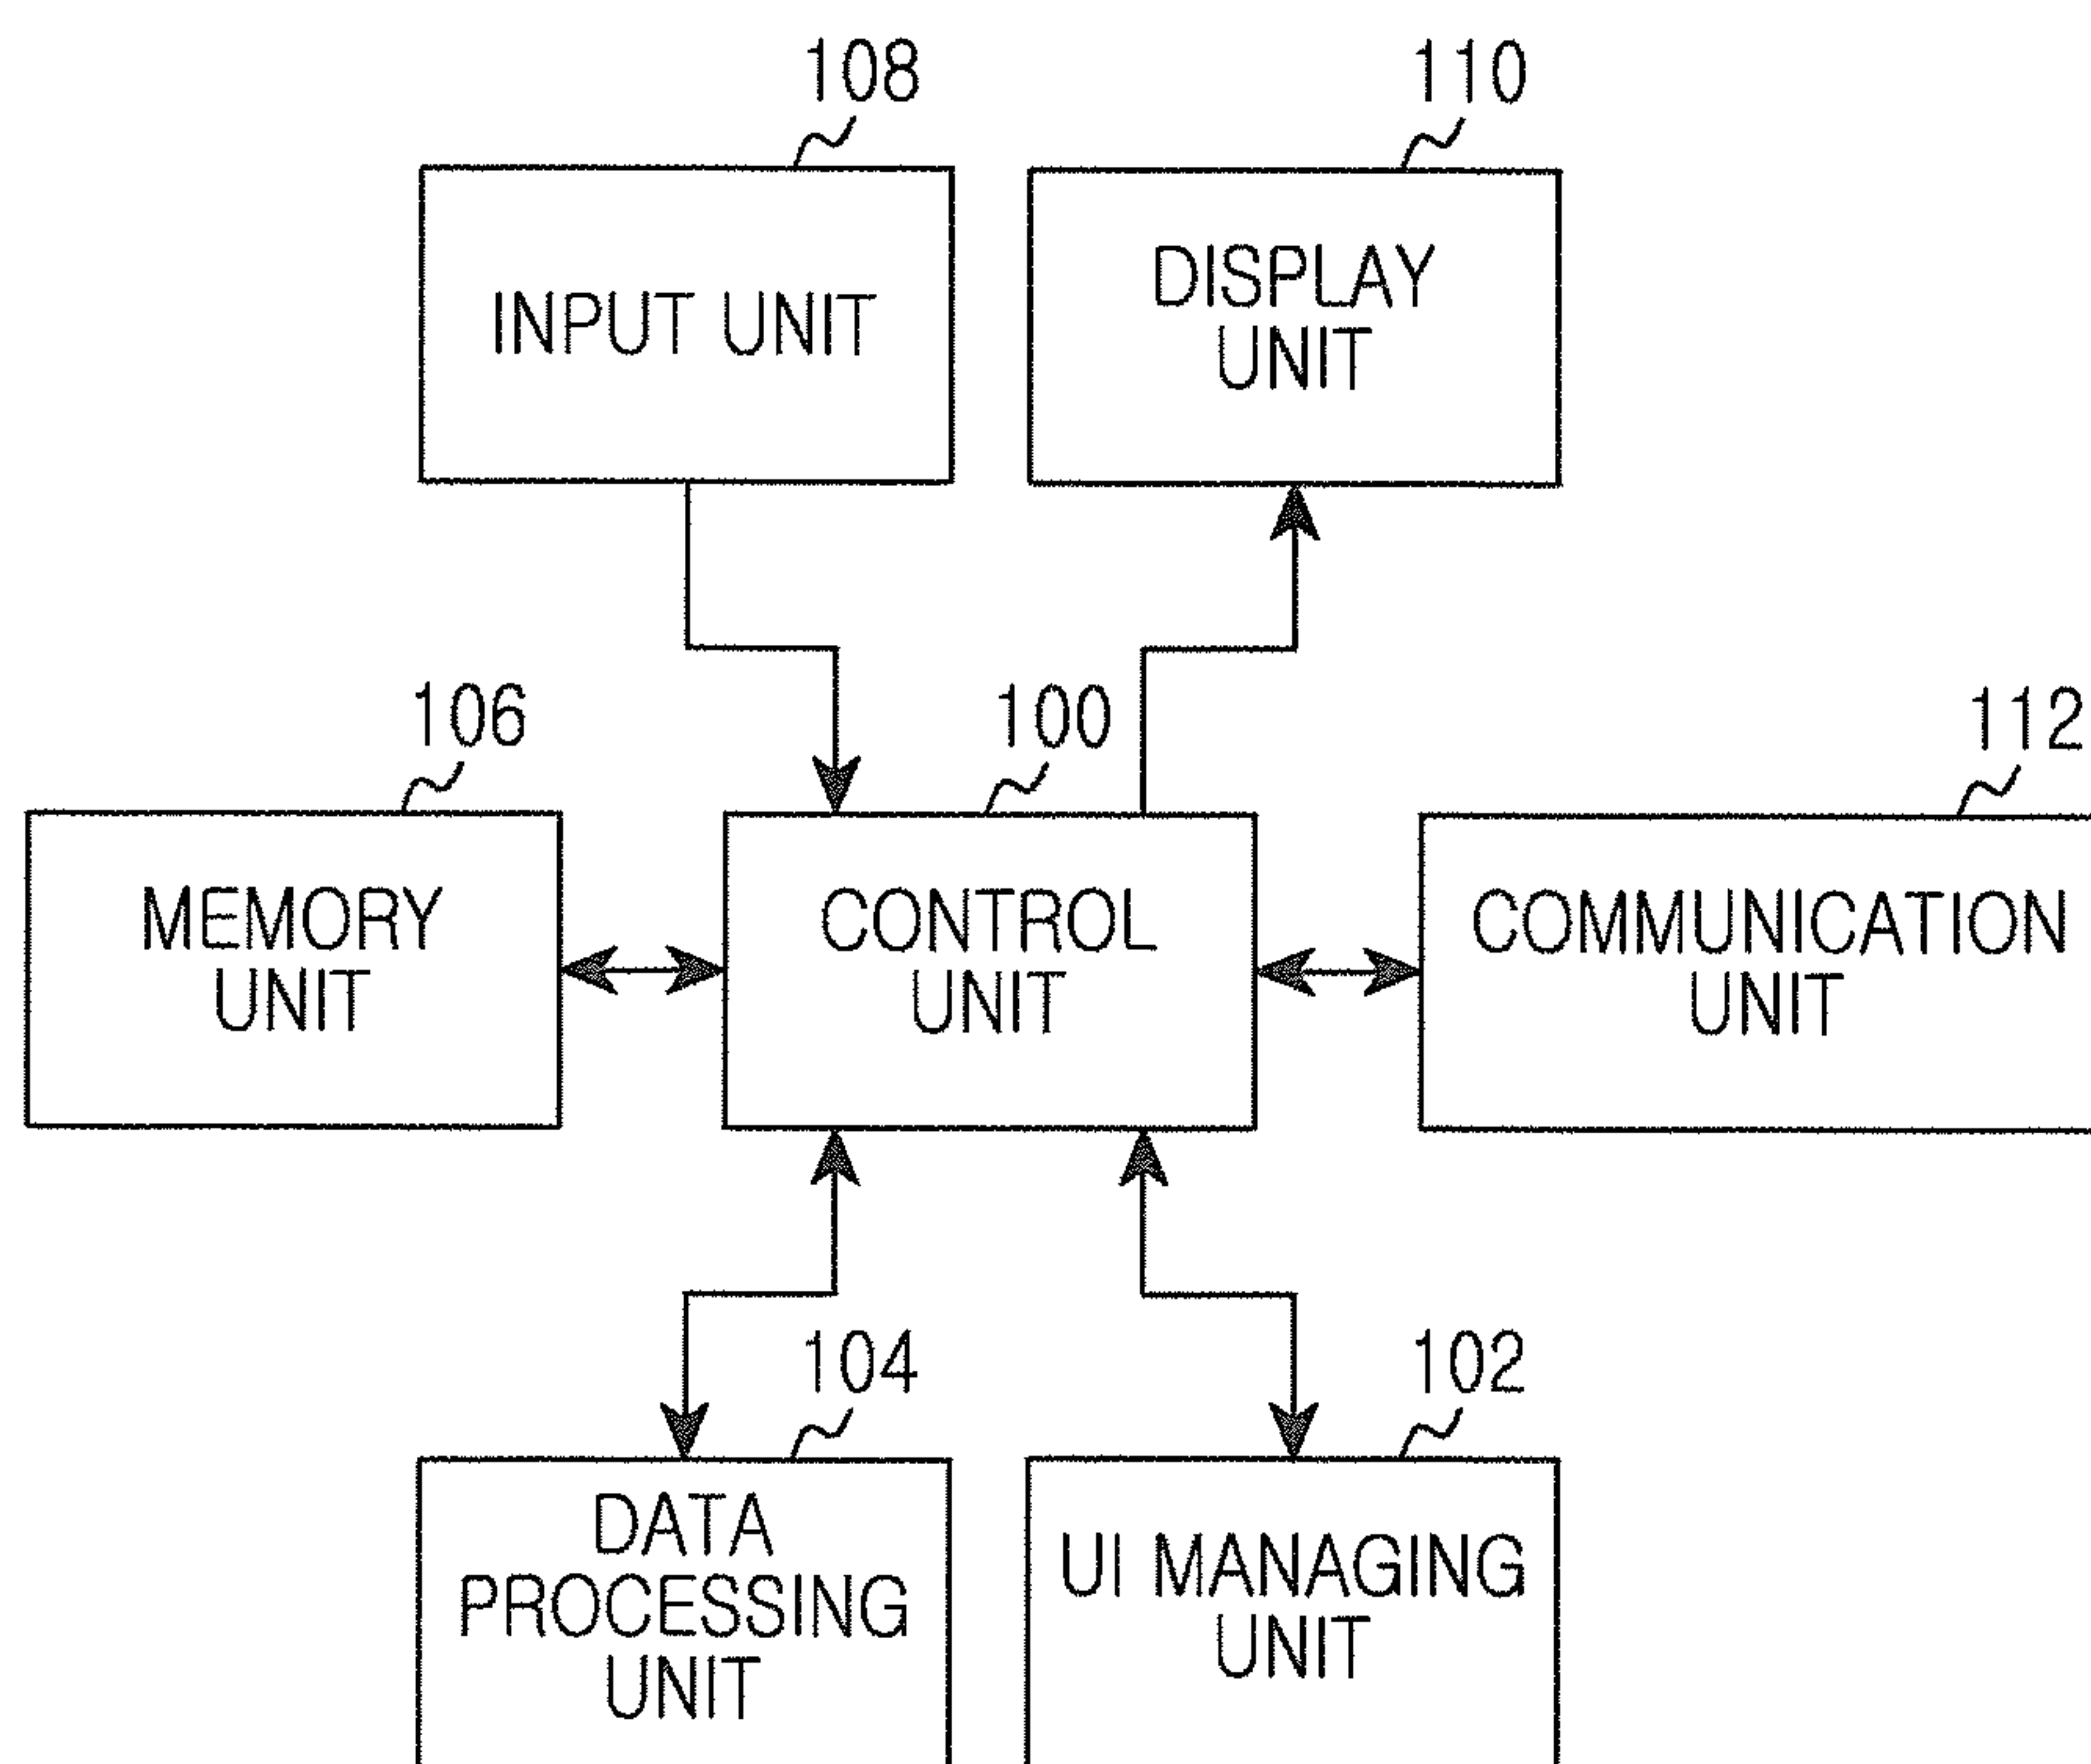 108
110
INPUT UNIT
DISPLAY
UNIT
106
100
112
MEMORY
UNIT
CONTROL
UNIT
COMMUNICATION
UNIT
104
102
DATA
PROCESSING
UNIT
UI MANAGING
UNIT